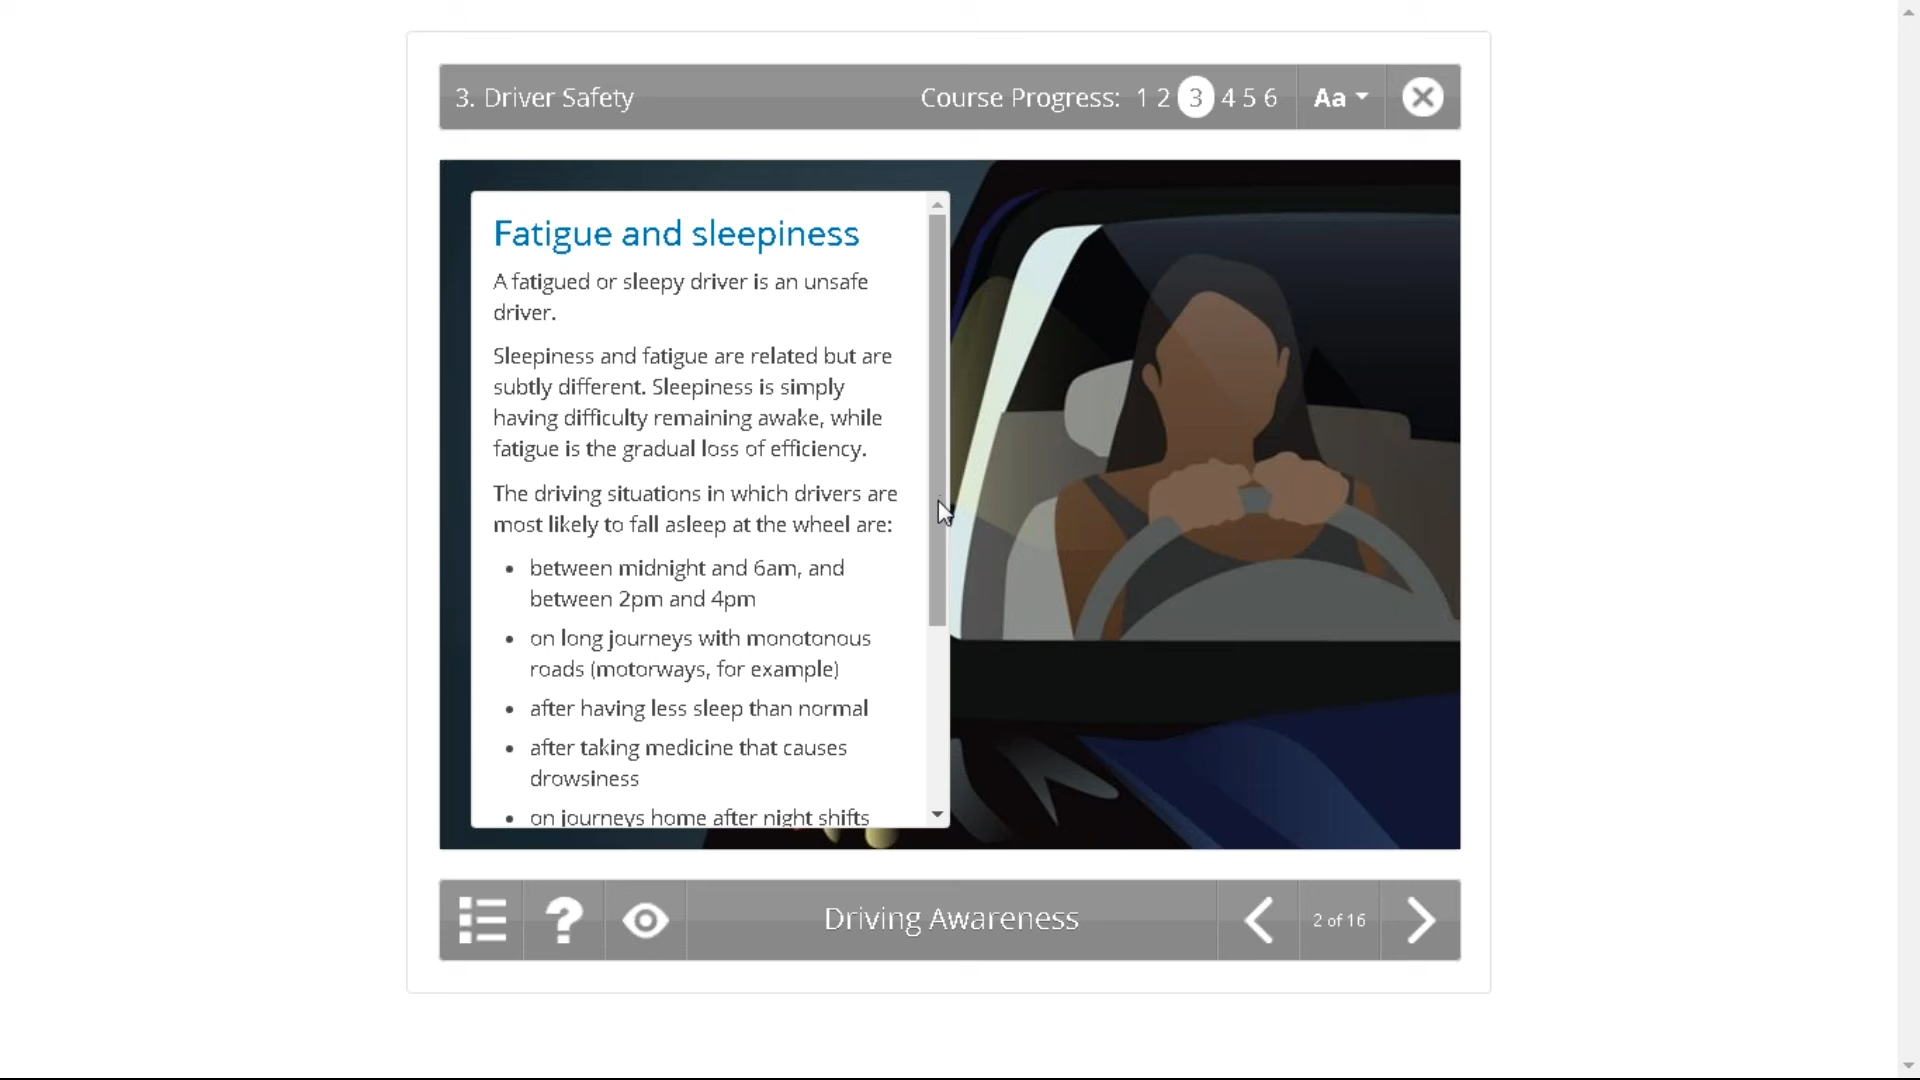 3. Driver Safety
Course Progress: 1 2 3 4 5 6
Aa
Fatigue and sleepiness
A fatigued or sleepy driver is an unsafe
driver.
Sleepiness and fatigue are related but are
subtly different. Sleepiness is simply
having difficulty remaining awake, while
fatigue is the gradual loss of efficiency.
The driving situations in which drivers are
most likely to fall asleep at the wheel are:
• between midnight and 6am, and
between 2pm and 4pm
• on long journeys with monotonous
roads (motorways, for example)
• after having less sleep than normal
• after taking medicine that causes
drowsiness
• on journeys home after night shifts
?
Driving Awareness
2 of 16